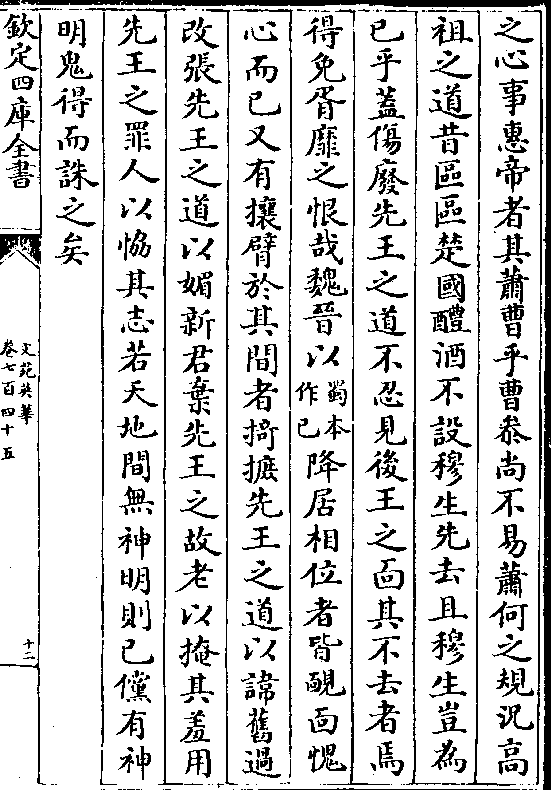 之心事惠帝者其蕭曹乎曹叅尚不易蕭何之規況高
祖之道昔區區楚國醴酒不設穆生先去且穆生豈為
已乎蓋傷廢先王之道不忍見後王之面其不去者焉
得免胥靡之恨哉魏晉以蜀本作已降居相位者皆靦面愧
心而已又有攘臂於其間者掎摭先王之道以諱舊過
改張先王之道以媚新君棄先王之故老以掩其羞用
先王之罪人以恊其志若天地間無神明則已儻有神
明鬼得而誅之矣
欽定四庫全書
文苑英華
卷七百四十五
十二